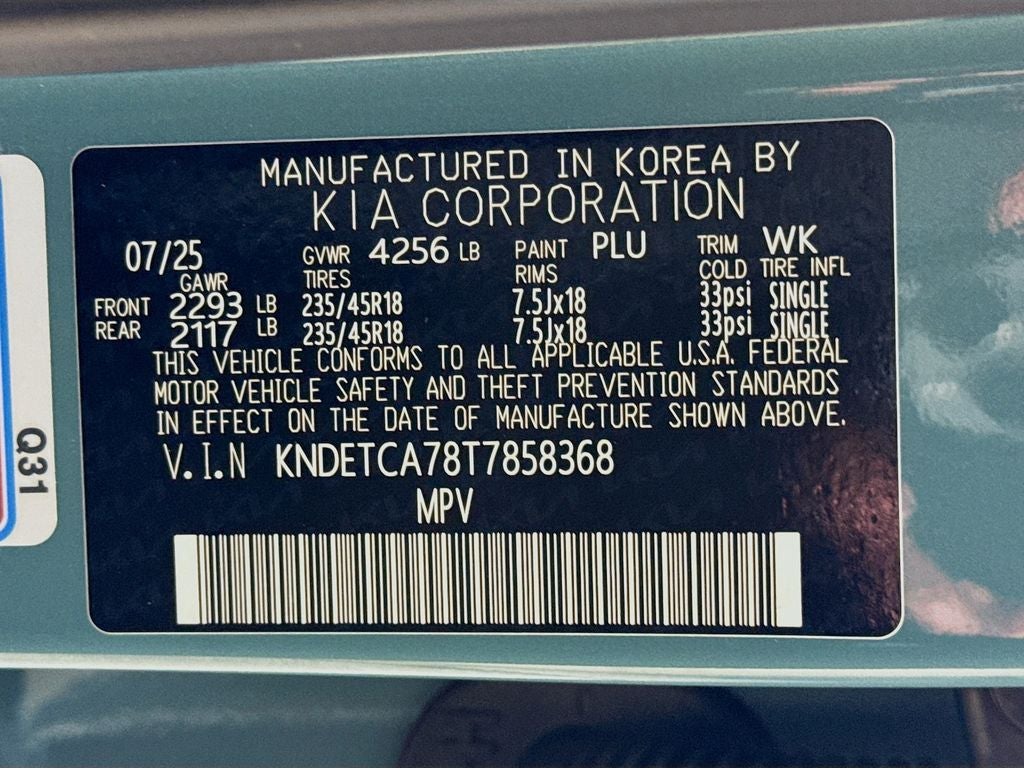 MANUFACTURED IN KOREA BY
KIA CORPORATION
07/25 GVWR 4256 LB PAINT PLU TRIM WK
GAWR TIRES RIMS COLD TIRE INFL
FRONT 2293 LB 235/45R18 7.5Jx18 33psi SINGLE
REAR 2117 LB 235/45R18 7.5Jx18 33psi SINGLE
THIS VEHICLE CONFORMS TO ALL APPLICABLE U.S.A. FEDERAL
MOTOR VEHICLE SAFETY AND THEFT PREVENTION STANDARDS
IN EFFECT ON THE DATE OF MANUFACTURE SHOWN ABOVE.
V.I.N KNDETCA78T7858368
MPV
Q31